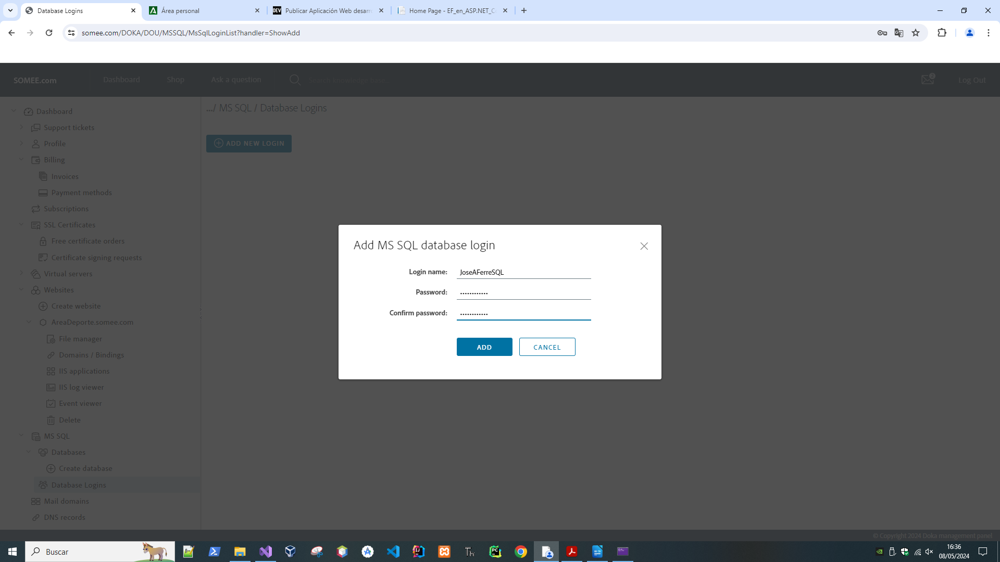 Database Logins
Área personal
DEV
Publicar Aplicación Web desarro
Home Page - EF_en_ASP.NET_C
somee.com/DOKA/DOU/MSSQL/MsSqlLoginList?handler=ShowAdd
SOMEE.com
Dashboard
Shop
Ask a question
Search knowledge base.
2
Log Out
Dashboard
Support tickets
Profile
Billing
Invoices
Payment methods
Subscriptions
SSL Certificates
Free certificate orders
Certificate signing requests
Virtual servers
Websites
Create website
AreaDeporte.somee.com
File manager
Domains / Bindings
IIS applications
IIS log viewer
Event viewer
Delete
MS SQL
Databases
Create database
Database Logins
Mail domains
DNS records
.../ MS SQL / Database Logins
ADD NEW LOGIN
Add MS SQL database login
Login name: JoseAFerreSQL
Password: ••••••••••••
Confirm password: ••••••••••••
ADD
CANCEL
© Copyright 2024 Doka management panel
Buscar
16:36
08/05/2024